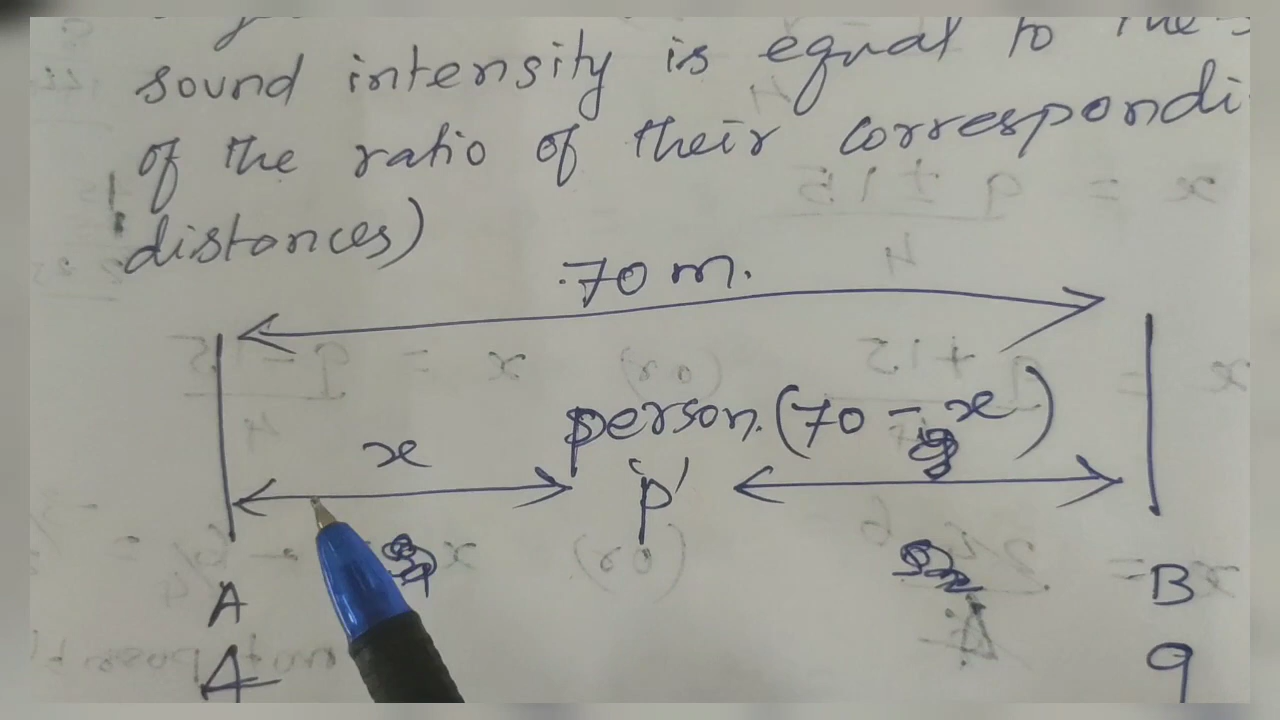 sound intensity is equal to the
of the ratio of their correspondi
distances)
70 m.
person. (70 - x)
x
'p'
A B
4 9